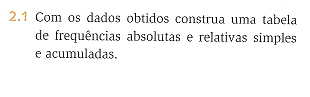 2.1 Com os dados obtidos construa uma tabela
de frequências absolutas e relativas simples
e acumuladas.